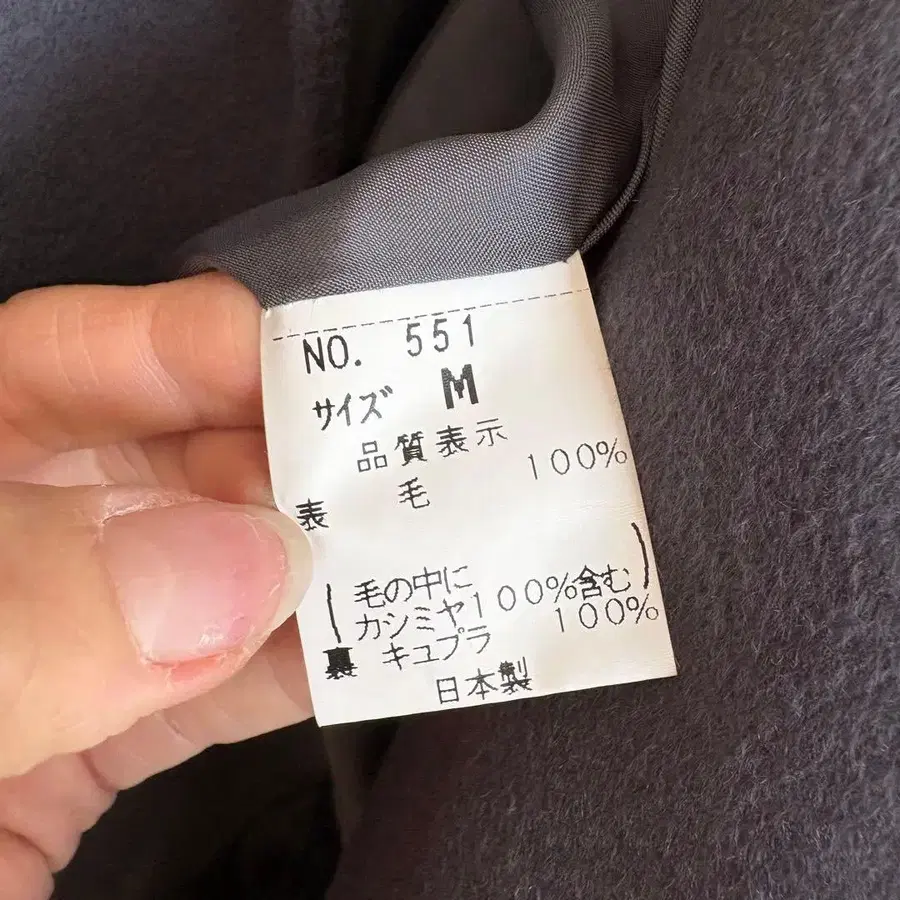 NO. 551
サイズ M
品質表示
表 毛 100%
(毛の中に
カシミヤ100%含む)
裏 キュプラ 100%
日本製